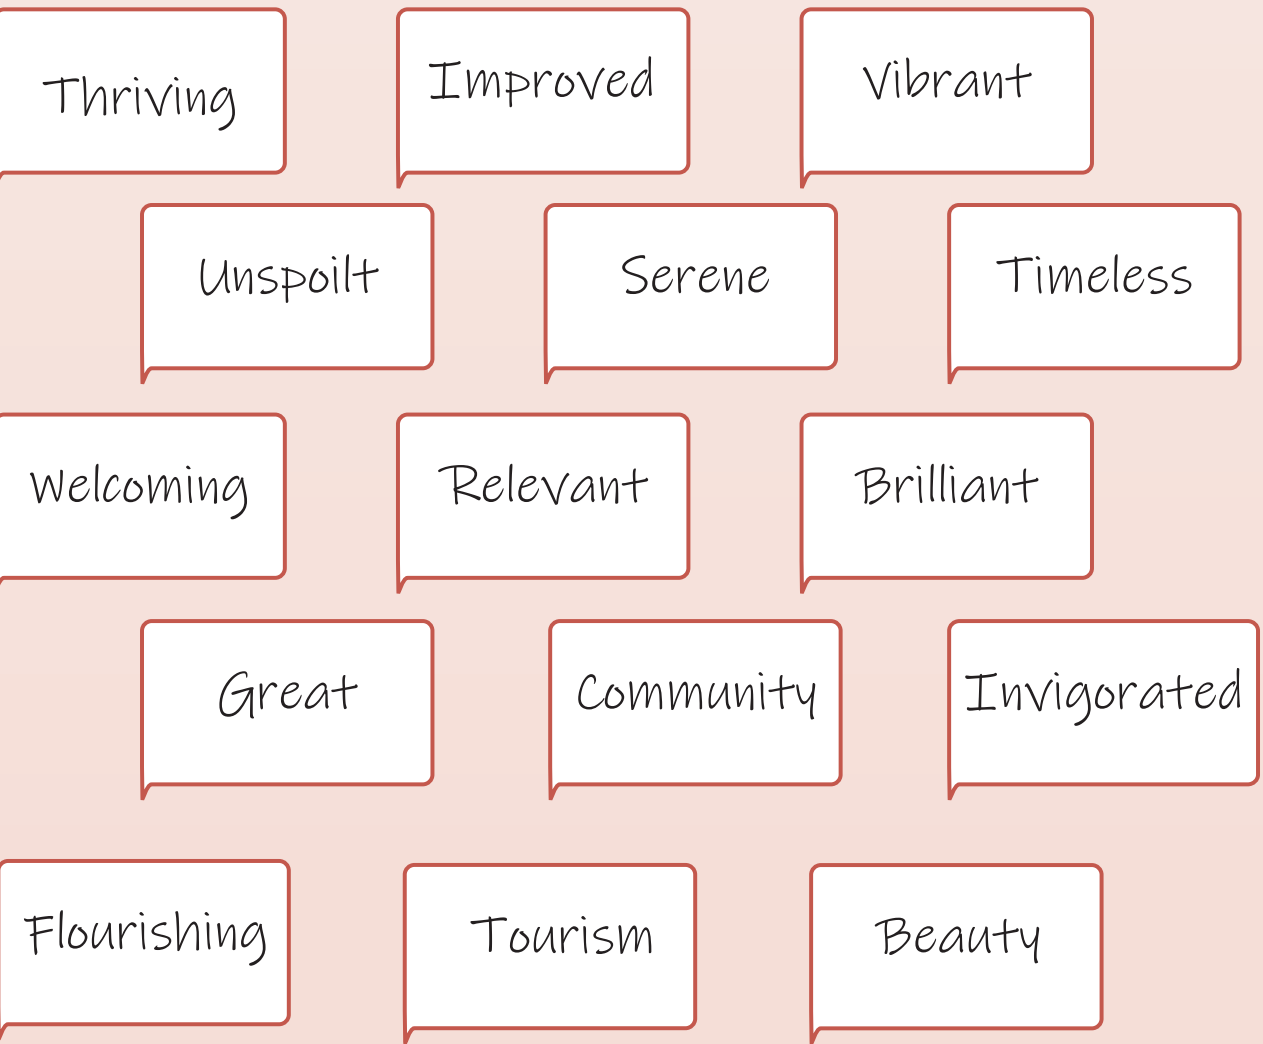 Thriving
Improved
Vibrant
Unspoilt
Serene
Timeless
Welcoming
Relevant
Brilliant
Great
Community
Invigorated
Flourishing
Tourism
Beauty